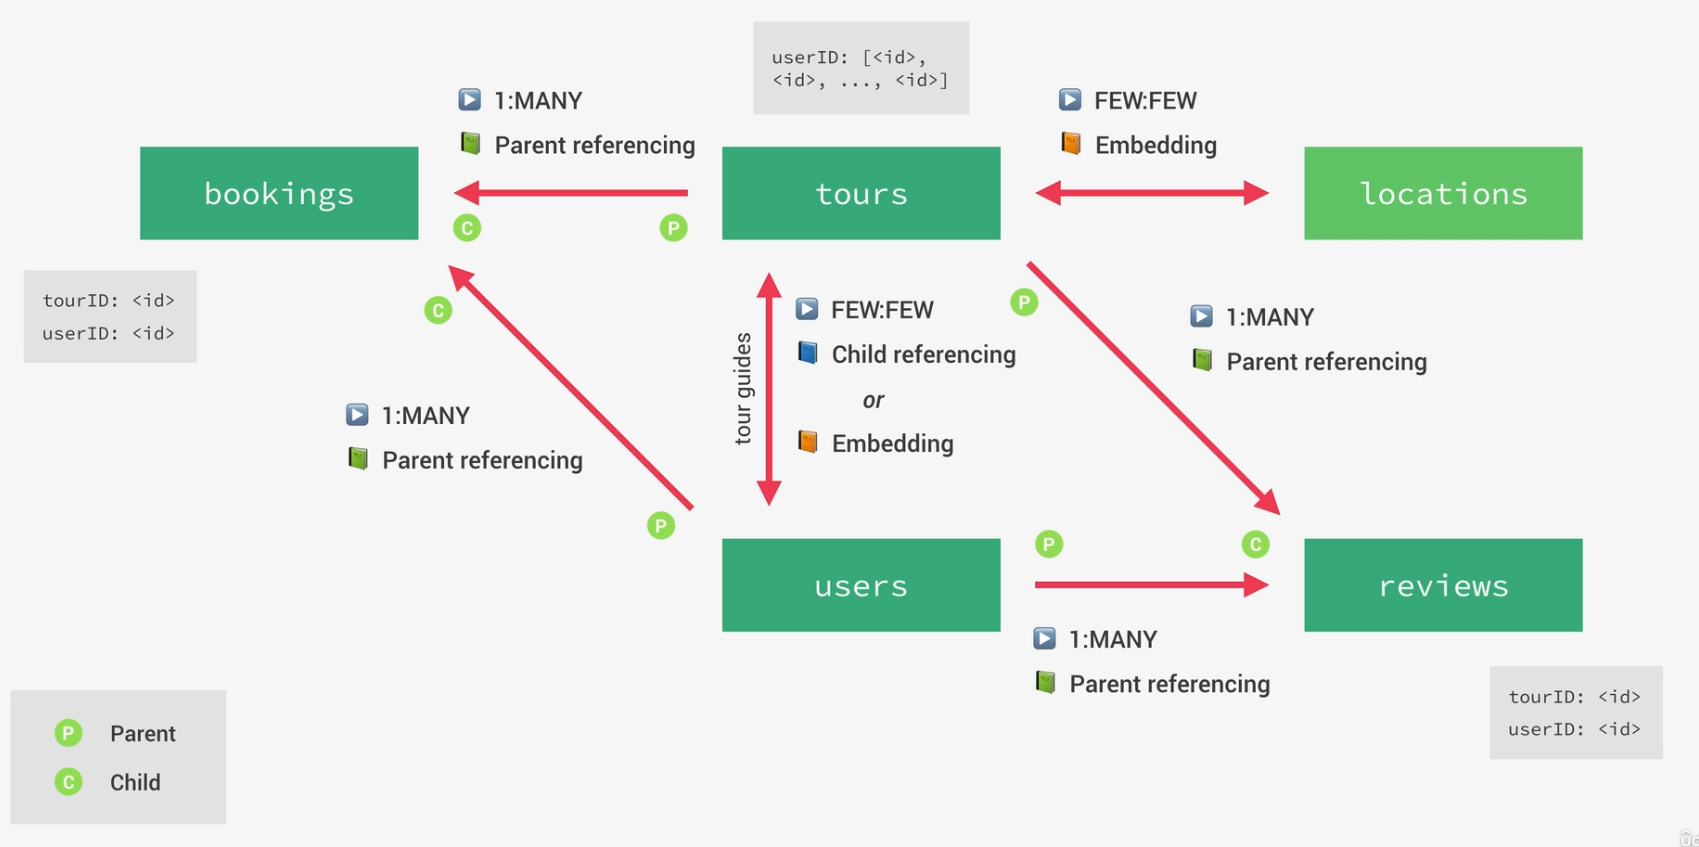 userID: [<id>,
<id>, ..., <id>]
1:MANY
Parent referencing
FEW:FEW
Embedding
bookings
tours
locations
C
P
tourID: <id>
userID: <id>
C
1:MANY
Parent referencing
P
tour guides
FEW:FEW
Child referencing
or
Embedding
P
1:MANY
Parent referencing
users
P
C
reviews
1:MANY
Parent referencing
tourID: <id>
userID: <id>
P Parent
C Child